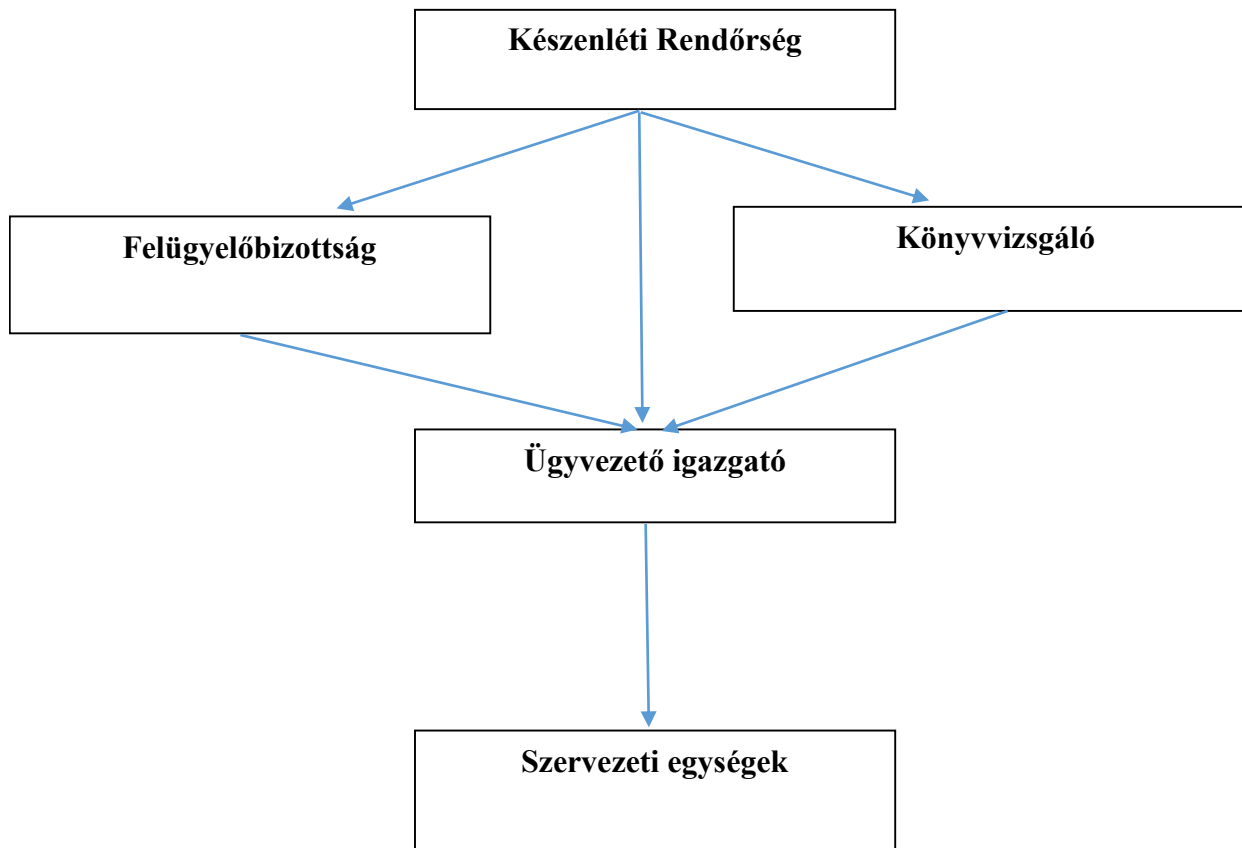 Készenléti Rendőrség
Felügyelőbizottság
Könyvvizsgáló
Ügyvezető igazgató
Szervezeti egységek